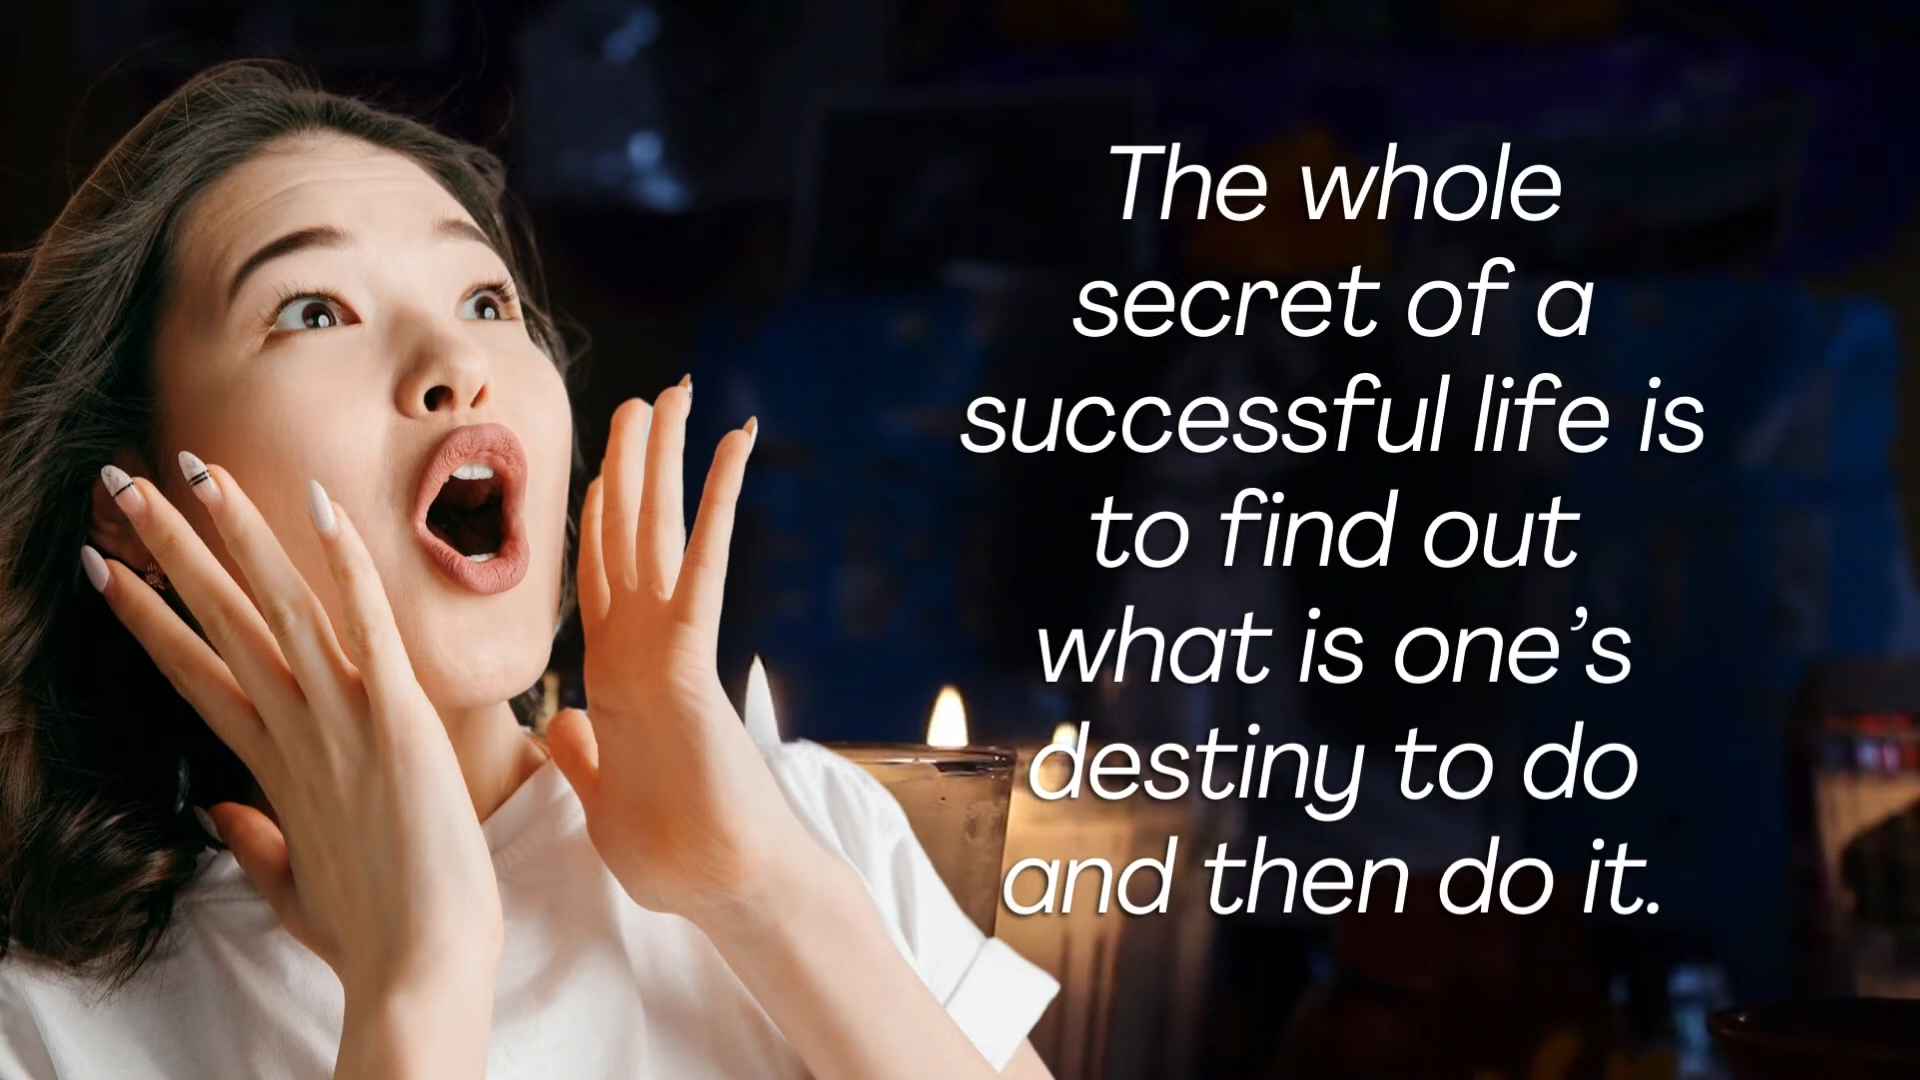 The whole
secret of a
successful life is
to find out
what is one’s
destiny to do
and then do it.